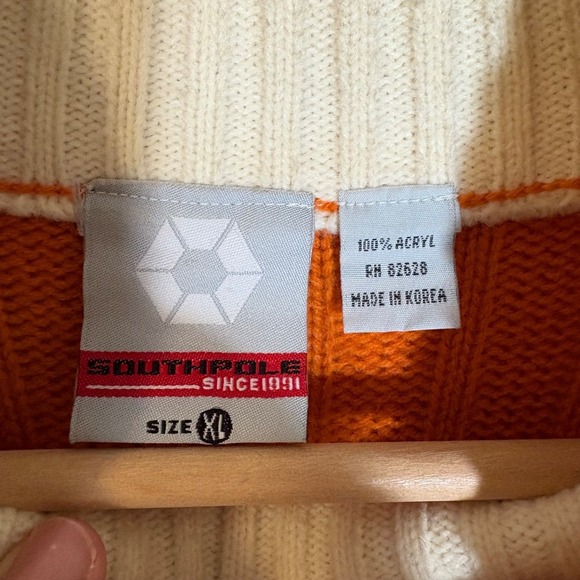 SOUTHPOLE
SINCE1991
SIZE XL
100% ACRYL
RN 82628
MADE IN KOREA